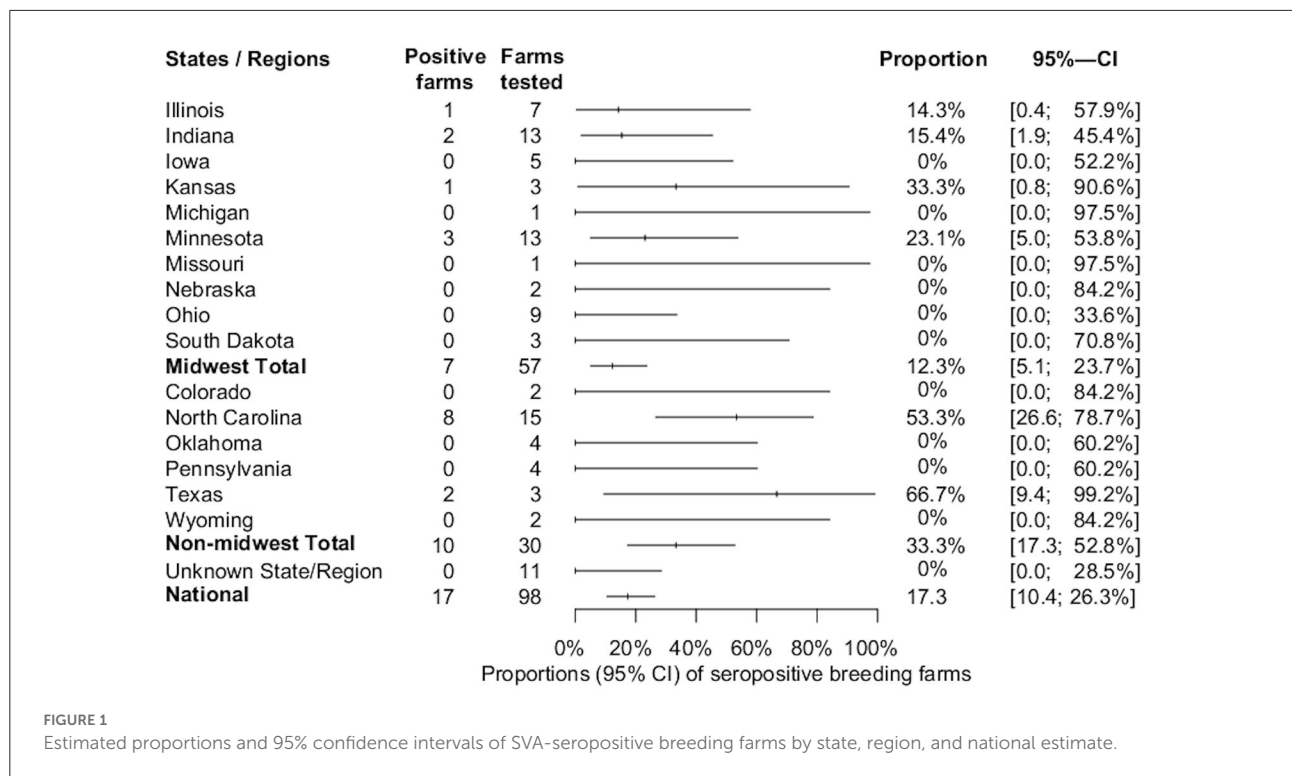 States / Regions Positive farms Farms tested Proportion 95%—CI
Illinois 1 7 14.3% [0.4; 57.9%]
Indiana 2 13 15.4% [1.9; 45.4%]
Iowa 0 5 0% [0.0; 52.2%]
Kansas 1 3 33.3% [0.8; 90.6%]
Michigan 0 1 0% [0.0; 97.5%]
Minnesota 3 13 23.1% [5.0; 53.8%]
Missouri 0 1 0% [0.0; 97.5%]
Nebraska 0 2 0% [0.0; 84.2%]
Ohio 0 9 0% [0.0; 33.6%]
South Dakota 0 3 0% [0.0; 70.8%]
Midwest Total 7 57 12.3% [5.1; 23.7%]
Colorado 0 2 0% [0.0; 84.2%]
North Carolina 8 15 53.3% [26.6; 78.7%]
Oklahoma 0 4 0% [0.0; 60.2%]
Pennsylvania 0 4 0% [0.0; 60.2%]
Texas 2 3 66.7% [9.4; 99.2%]
Wyoming 0 2 0% [0.0; 84.2%]
Non-midwest Total 10 30 33.3% [17.3; 52.8%]
Unknown State/Region 0 11 0% [0.0; 28.5%]
National 17 98 17.3 [10.4; 26.3%]
0% 20% 40% 60% 80% 100%
Proportions (95% CI) of seropositive breeding farms
FIGURE 1
Estimated proportions and 95% confidence intervals of SVA-seropositive breeding farms by state, region, and national estimate.